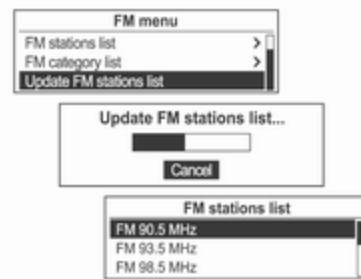 FM menu
FM stations list >
FM category list >
Update FM stations list
Update FM stations list...
Cancel
FM stations list
FM 90.5 MHz
FM 93.5 MHz
FM 98.5 MHz